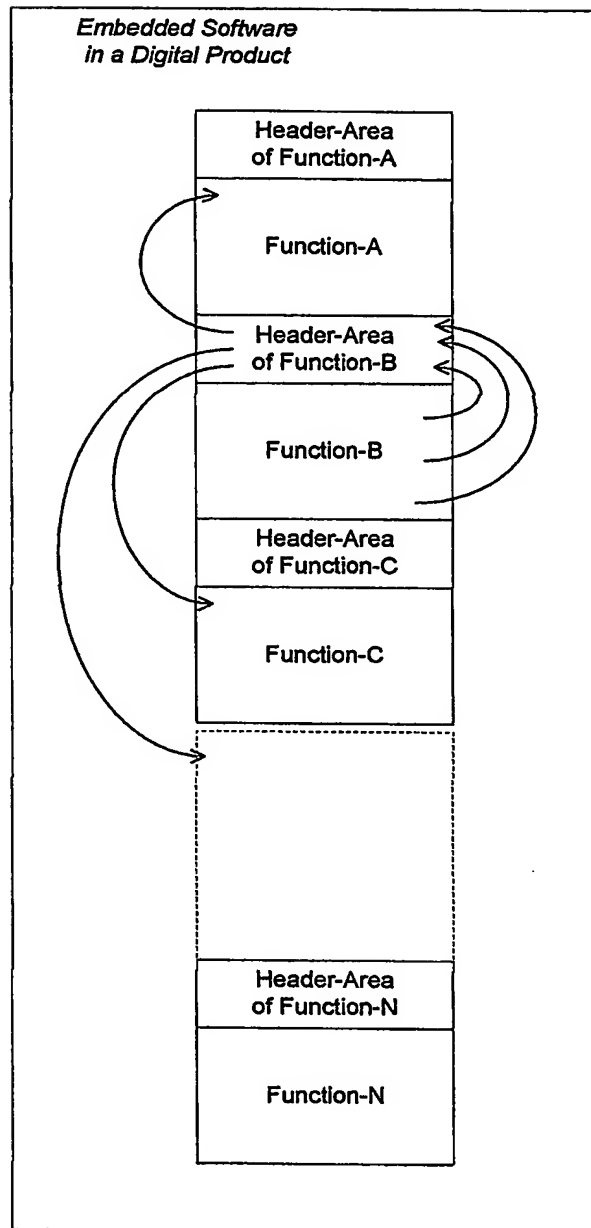 Embedded Software
in a Digital Product
Header-Area
of Function-A
Function-A
Header-Area
of Function-B
Function-B
Header-Area
of Function-C
Function-C
Header-Area
of Function-N
Function-N